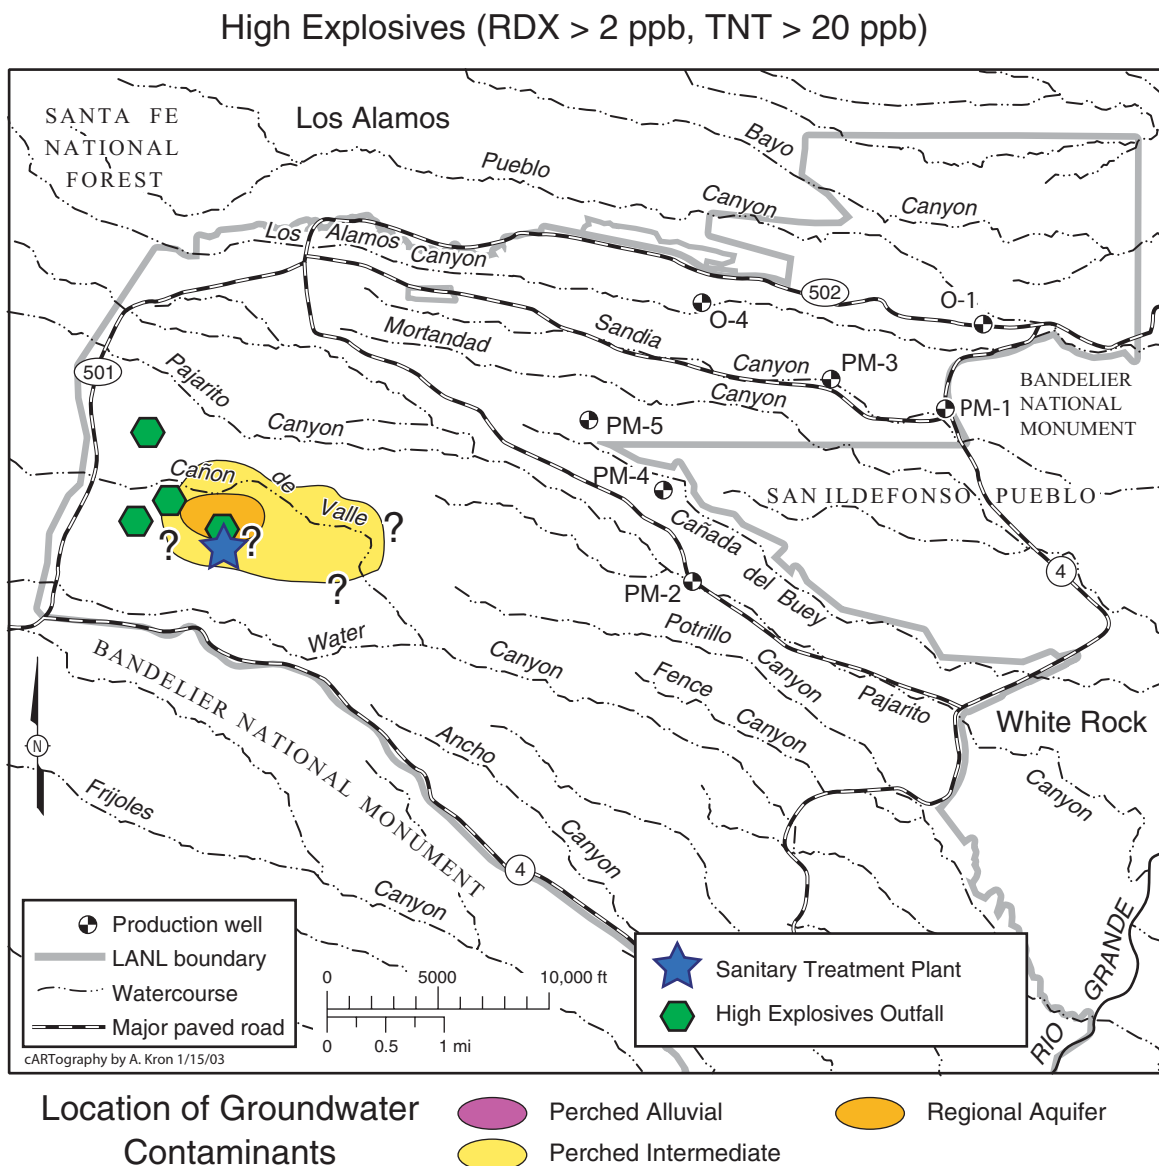 High Explosives (RDX > 2 ppb, TNT > 20 ppb)
SANTA FE
NATIONAL
FOREST
Los Alamos
Bayo
Canyon
Pueblo
Canyon
Los Alamos
Canyon
502
O-1
O-4
Mortandad
Canyon
Sandia
Canyon
PM-3
PM-1
BANDELIER
NATIONAL
MONUMENT
501
Pajarito
Canyon
PM-5
PM-4
SAN ILDEFONSO PUEBLO
Cañon de Valle
?
?
?
?
Cañada
del Buey
PM-2
4
Water
Canyon
Potrillo
Canyon
Fence
Canyon
Pajarito
Canyon
White Rock
BANDELIER NATIONAL MONUMENT
N
Ancho
Canyon
Frijoles
Canyon
4
RIO GRANDE
Production well
LANL boundary
Watercourse
Major paved road
cARTography by A. Kron 1/15/03
0 5000 10,000 ft
0 0.5 1 mi
Sanitary Treatment Plant
High Explosives Outfall
Location of Groundwater
Contaminants
Perched Alluvial
Perched Intermediate
Regional Aquifer